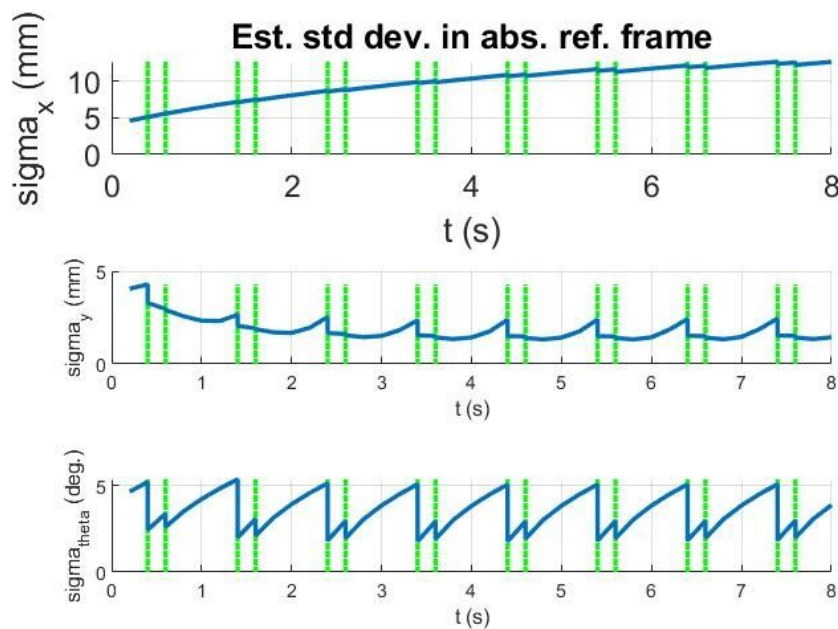 Est. std dev. in abs. ref. frame
sigma_x (mm)
10
5
0
0 2 4 6 8
t (s)
sigma_y (mm)
5
0
0 1 2 3 4 5 6 7 8
t (s)
sigma_theta (deg.)
5
0
0 1 2 3 4 5 6 7 8
t (s)